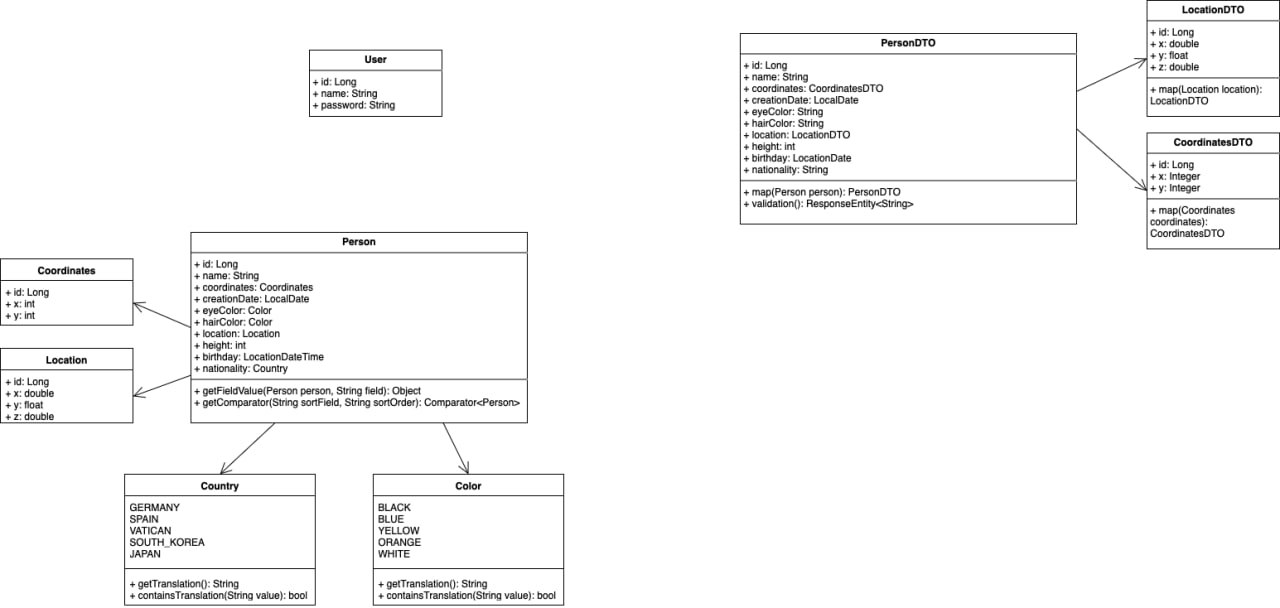 User
+ id: Long
+ name: String
+ password: String
PersonDTO
+ id: Long
+ name: String
+ coordinates: CoordinatesDTO
+ creationDate: LocalDate
+ eyeColor: String
+ hairColor: String
+ location: LocationDTO
+ height: int
+ birthday: LocationDate
+ nationality: String
+ map(Person person): PersonDTO
+ validation(): ResponseEntity<String>
LocationDTO
+ id: Long
+ x: double
+ y: float
+ z: double
+ map(Location location):
LocationDTO
CoordinatesDTO
+ id: Long
+ x: Integer
+ y: Integer
+ map(Coordinates
coordinates):
CoordinatesDTO
Person
+ id: Long
+ name: String
+ coordinates: Coordinates
+ creationDate: LocalDate
+ eyeColor: Color
+ hairColor: Color
+ location: Location
+ height: int
+ birthday: LocationDateTime
+ nationality: Country
+ getFieldValue(Person person, String field): Object
+ getComparator(String sortField, String sortOrder): Comparator<Person>
Coordinates
+ id: Long
+ x: int
+ y: int
Location
+ id: Long
+ x: double
+ y: float
+ z: double
Country
GERMANY
SPAIN
VATICAN
SOUTH_KOREA
JAPAN
+ getTranslation(): String
+ containsTranslation(String value): bool
Color
BLACK
BLUE
YELLOW
ORANGE
WHITE
+ getTranslation(): String
+ containsTranslation(String value): bool